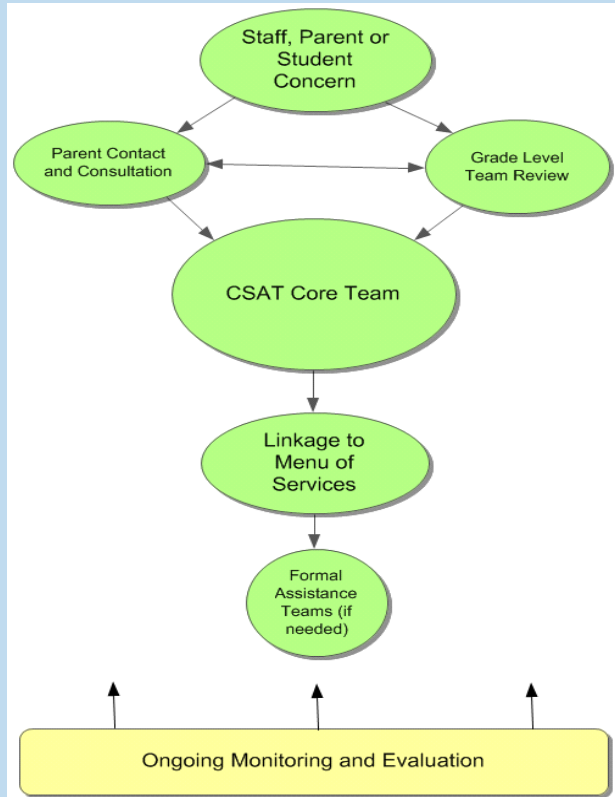 Staff, Parent or
Student
Concern
Parent Contact
and Consultation
Grade Level
Team Review
CSAT Core Team
Linkage to
Menu of
Services
Formal
Assistance
Teams (if
needed)
Ongoing Monitoring and Evaluation